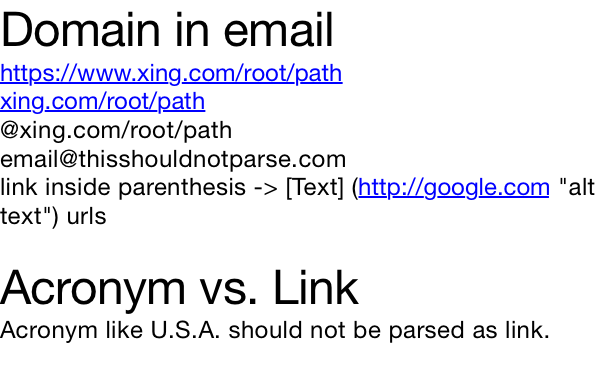 Domain in email
https://www.xing.com/root/path
xing.com/root/path
@xing.com/root/path
email@thisshouldnotparse.com
link inside parenthesis -> [Text] (http://google.com "alt
text") urls
Acronym vs. Link
Acronym like U.S.A. should not be parsed as link.